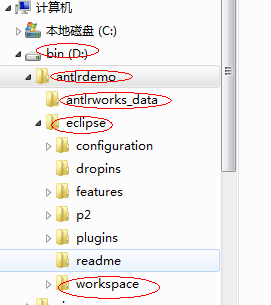 计算机
本地磁盘 (C:)
bin (D:)
antlrdemo
antlrworks_data
eclipse
configuration
dropins
features
p2
plugins
readme
workspace